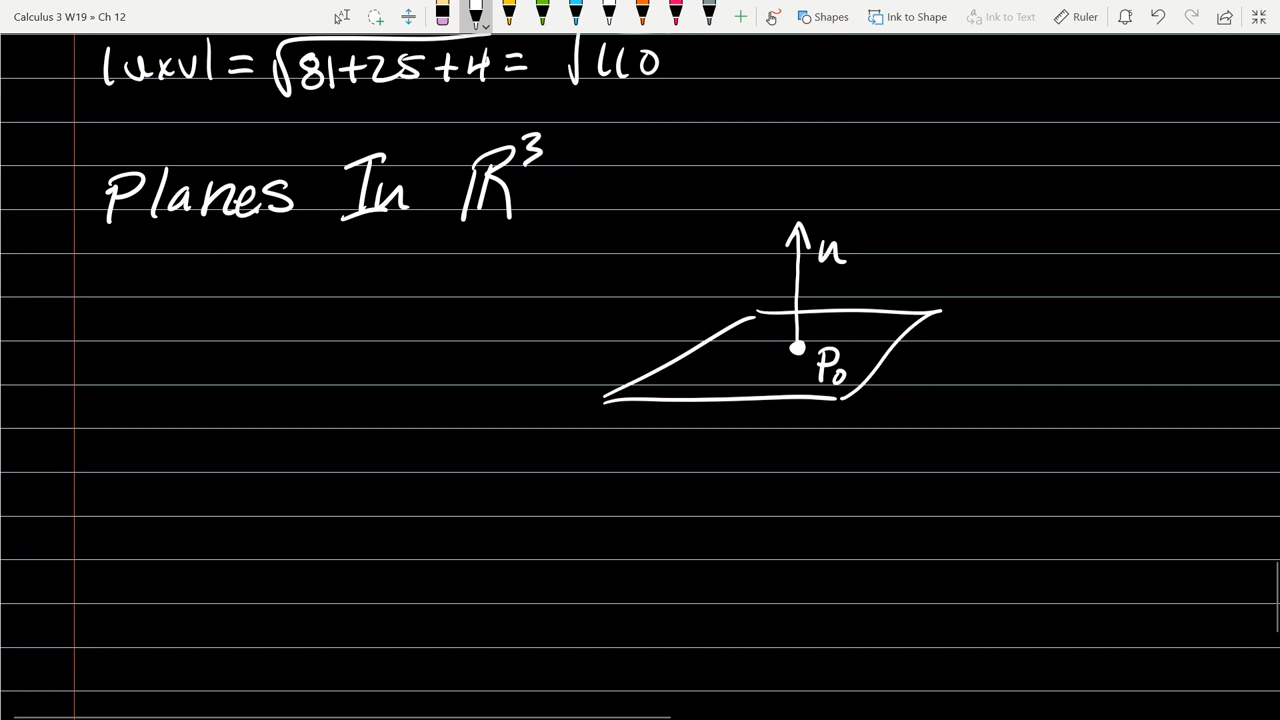 Calculus 3 W19 » Ch 12
Shapes
Ink to Shape
Ink to Text
Ruler
|u×v| = √81+25+4 = √110
Planes In ℝ³
n
P₀